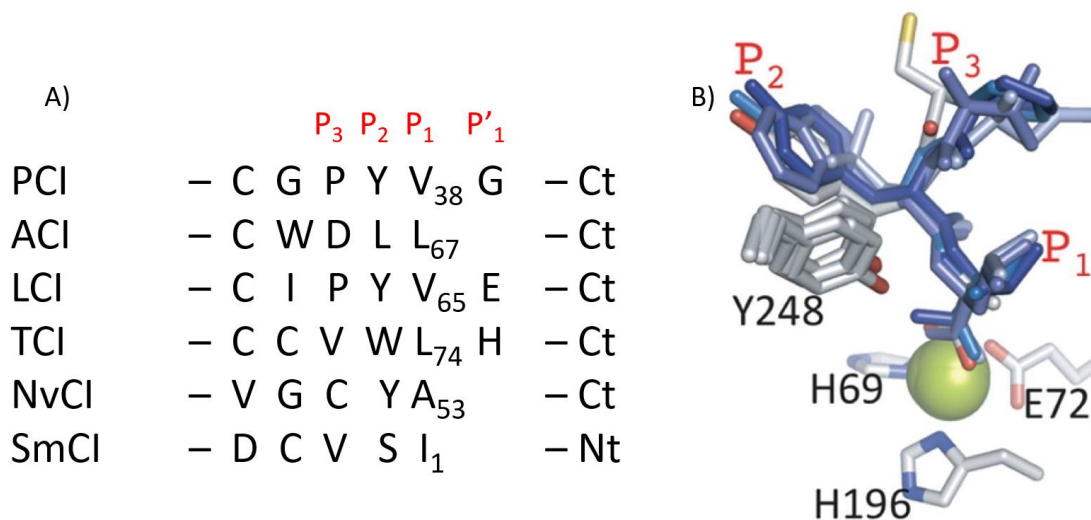 A)
P3 P2 P1 P'1
PCI – C G P Y V38 G – Ct
ACI – C W D L L67 – Ct
LCI – C I P Y V65 E – Ct
TCI – C C V W L74 H – Ct
NvCI – V G C Y A53 – Ct
SmCI – D C V S I1 – Nt
B)
P2
P3
P1
Y248
H69
E72
H196